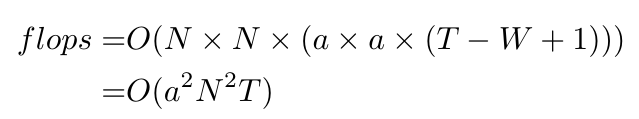 flops =O(N × N × (a × a × (T − W + 1)))
=O(a²N²T)